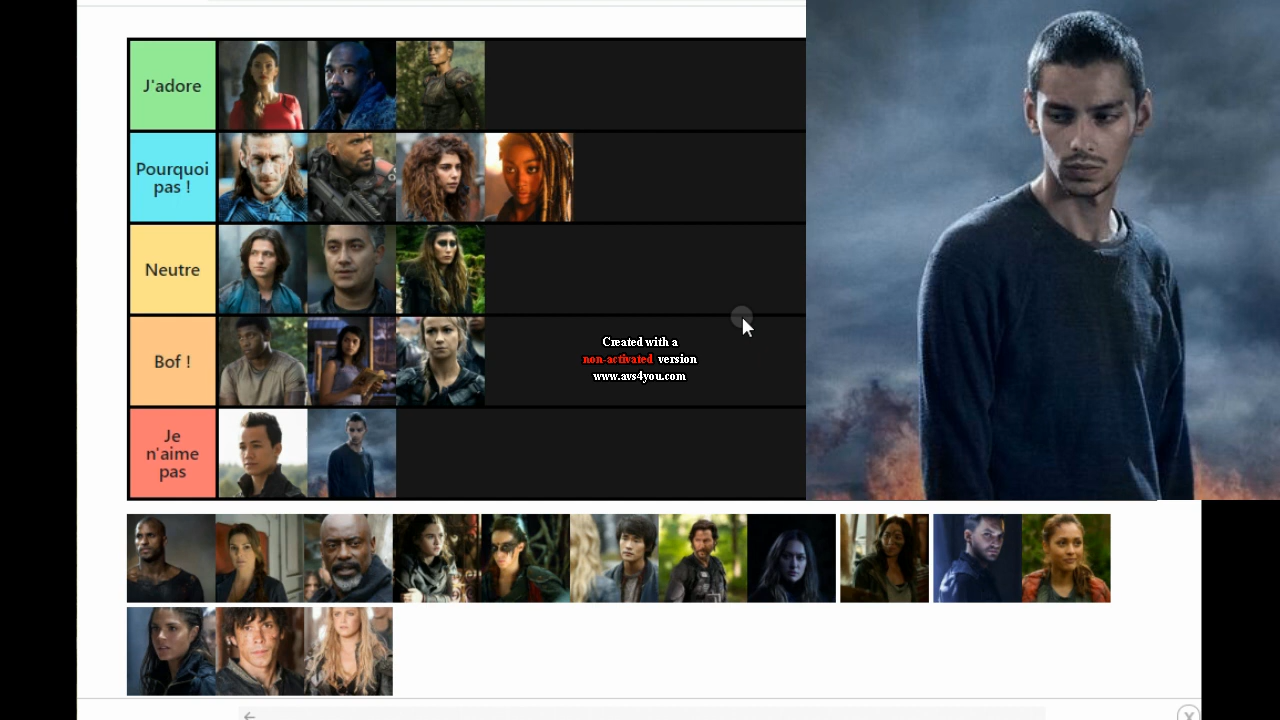 J'adore
Pourquoi
pas !
Neutre
Bof !
Je
n'aime
pas
Created with a
non-activated version
www.avs4you.com